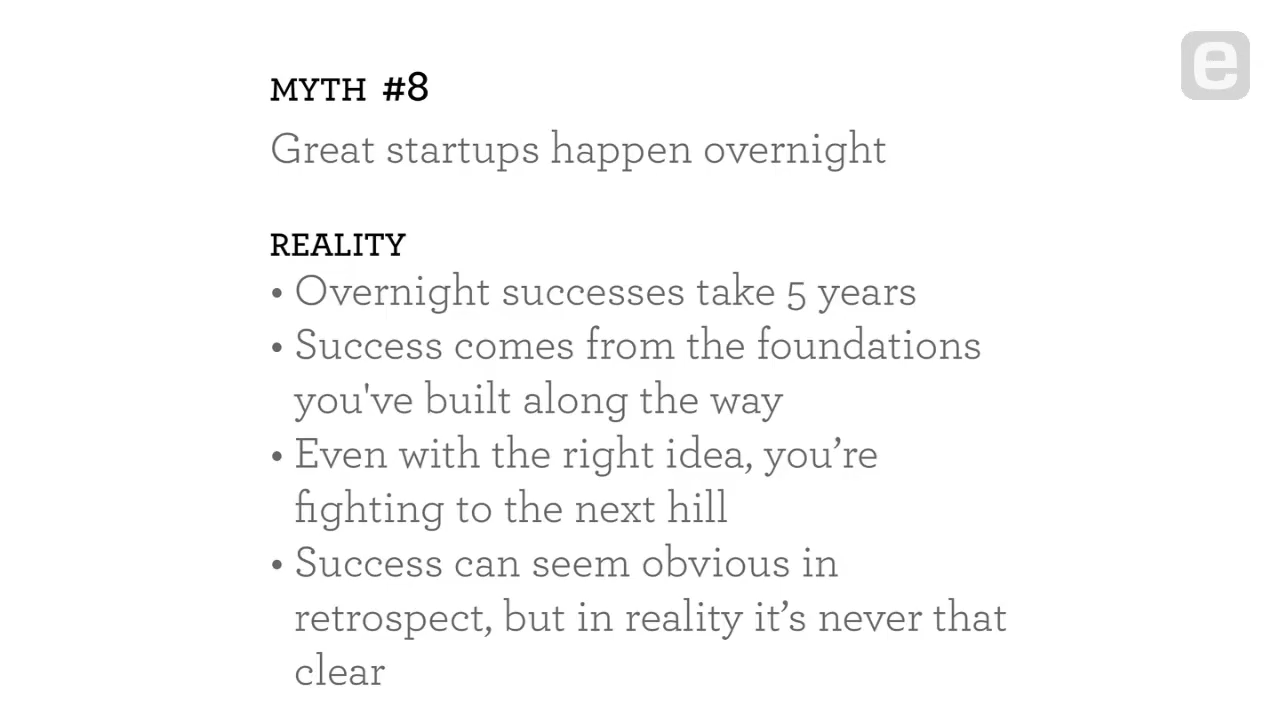 e
MYTH #8
Great startups happen overnight
REALITY
• Overnight successes take 5 years
• Success comes from the foundations
you've built along the way
• Even with the right idea, you’re
fighting to the next hill
• Success can seem obvious in
retrospect, but in reality it’s never that
clear